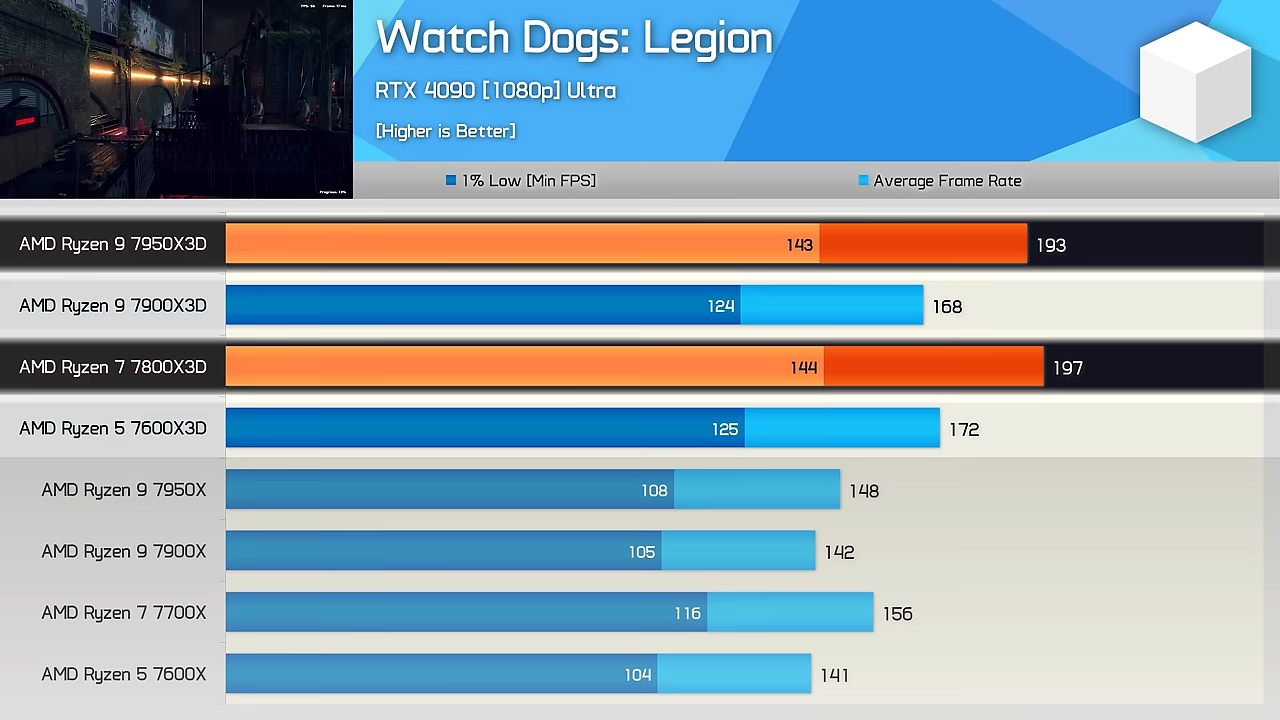 Watch Dogs: Legion
RTX 4090 [1080p] Ultra
[Higher is Better]
1% Low [Min FPS]
Average Frame Rate
AMD Ryzen 9 7950X3D 143 193
AMD Ryzen 9 7900X3D 124 168
AMD Ryzen 7 7800X3D 144 197
AMD Ryzen 5 7600X3D 125 172
AMD Ryzen 9 7950X 108 148
AMD Ryzen 9 7900X 105 142
AMD Ryzen 7 7700X 116 156
AMD Ryzen 5 7600X 104 141